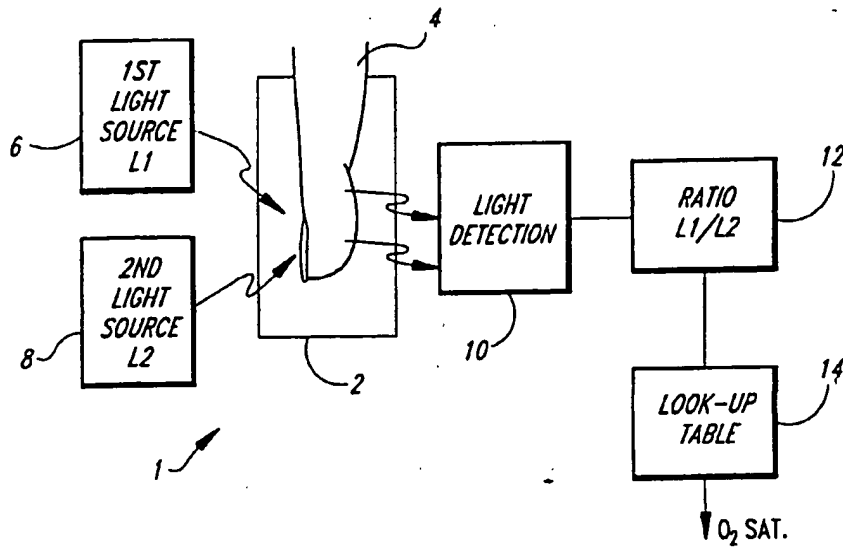 4
1ST
LIGHT
SOURCE
L1
6
2ND
LIGHT
SOURCE
L2
8
2
1
LIGHT
DETECTION
10
RATIO
L1/L2
12
LOOK-UP
TABLE
14
O₂ SAT.